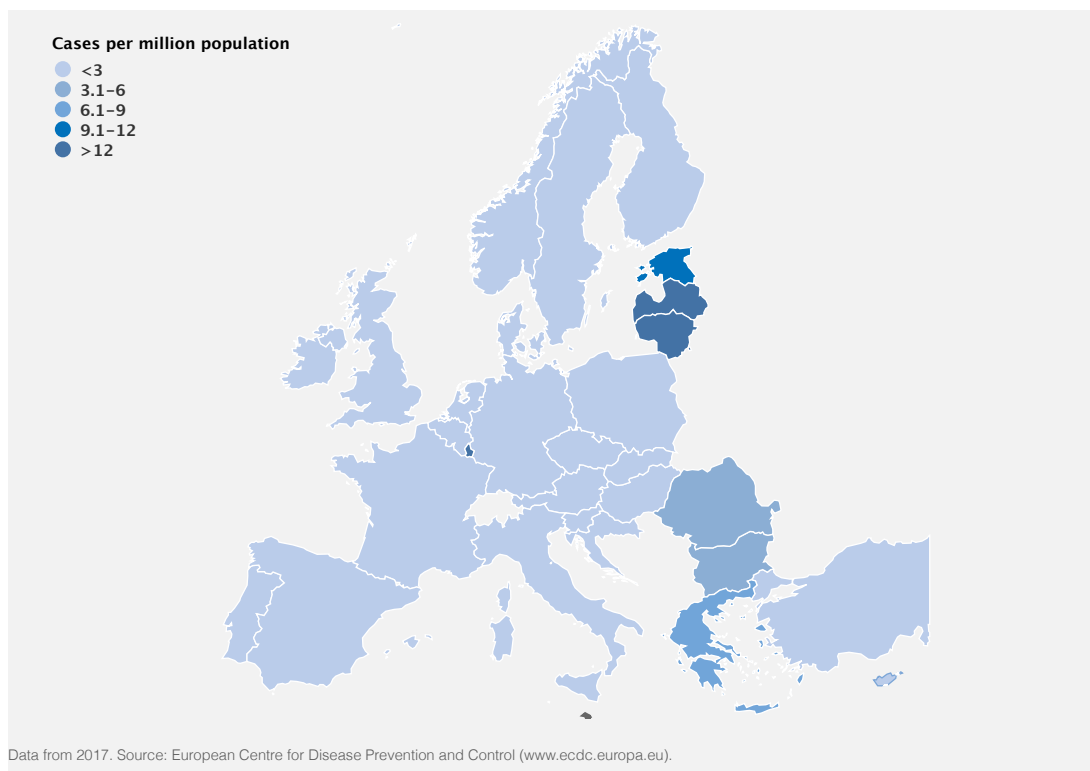 Cases per million population
<3
3.1–6
6.1–9
9.1–12
>12
Data from 2017. Source: European Centre for Disease Prevention and Control (www.ecdc.europa.eu).